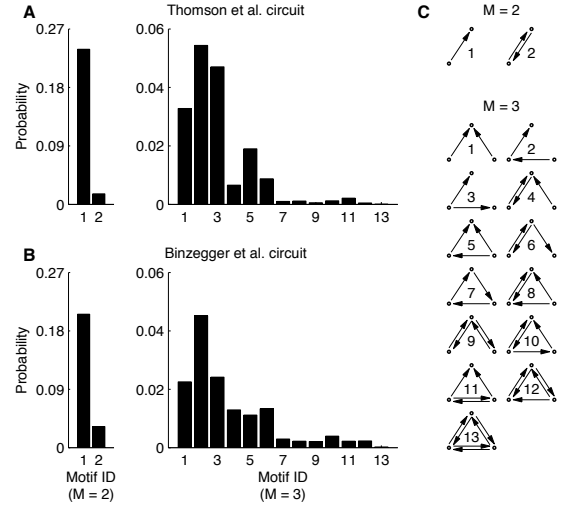 A
Thomson et al. circuit
C
M = 2
0.27
0.06
1
2
0.18
0.04
M = 3
Probability
1
2
0.09
0.02
3
4
0
0
1 2
1 3 5 7 9 11 13
5
6
B
Binzegger et al. circuit
0.27
0.06
7
8
0.18
0.04
9
10
Probability
0.09
0.02
11
12
0
0
13
1 2
1 3 5 7 9 11 13
Motif ID
(M = 2)
Motif ID
(M = 3)